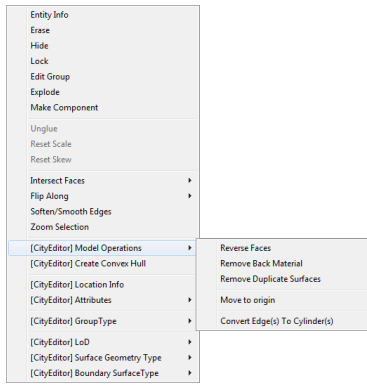 Entity Info
Erase
Hide
Lock
Edit Group
Explode
Make Component
Unglue
Reset Scale
Reset Skew
Intersect Faces
Flip Along
Soften/Smooth Edges
Zoom Selection
[CityEditor] Model Operations
[CityEditor] Create Convex Hull
[CityEditor] Location Info
[CityEditor] Attributes
[CityEditor] GroupType
[CityEditor] LoD
[CityEditor] Surface Geometry Type
[CityEditor] Boundary SurfaceType
Reverse Faces
Remove Back Material
Remove Duplicate Surfaces
Move to origin
Convert Edge(s) To Cylinder(s)